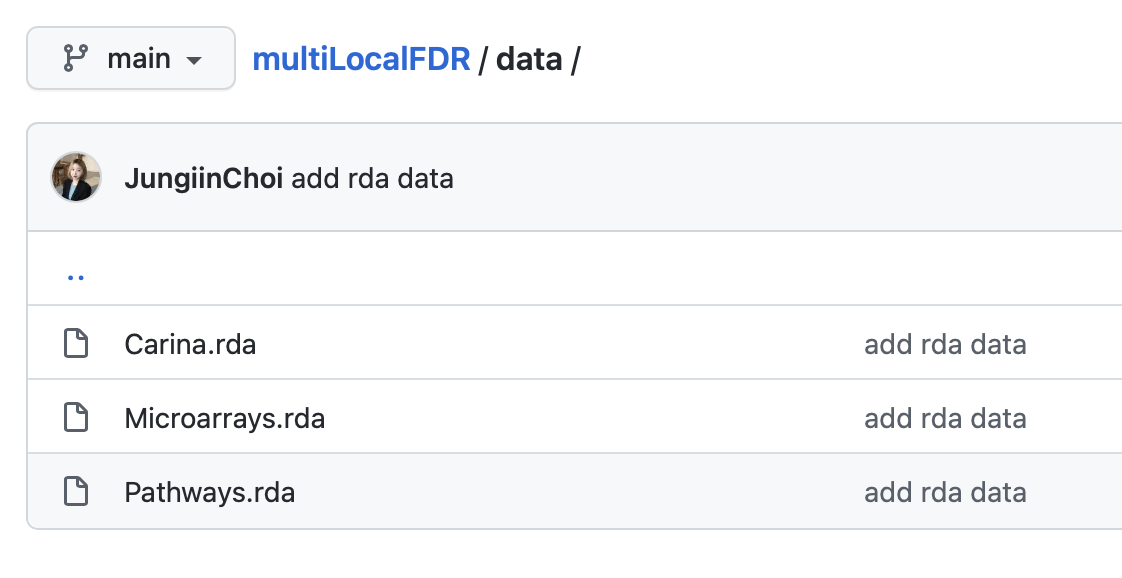 main multiLocalFDR / data /
JungiinChoi add rda data
..
Carina.rda add rda data
Microarrays.rda add rda data
Pathways.rda add rda data